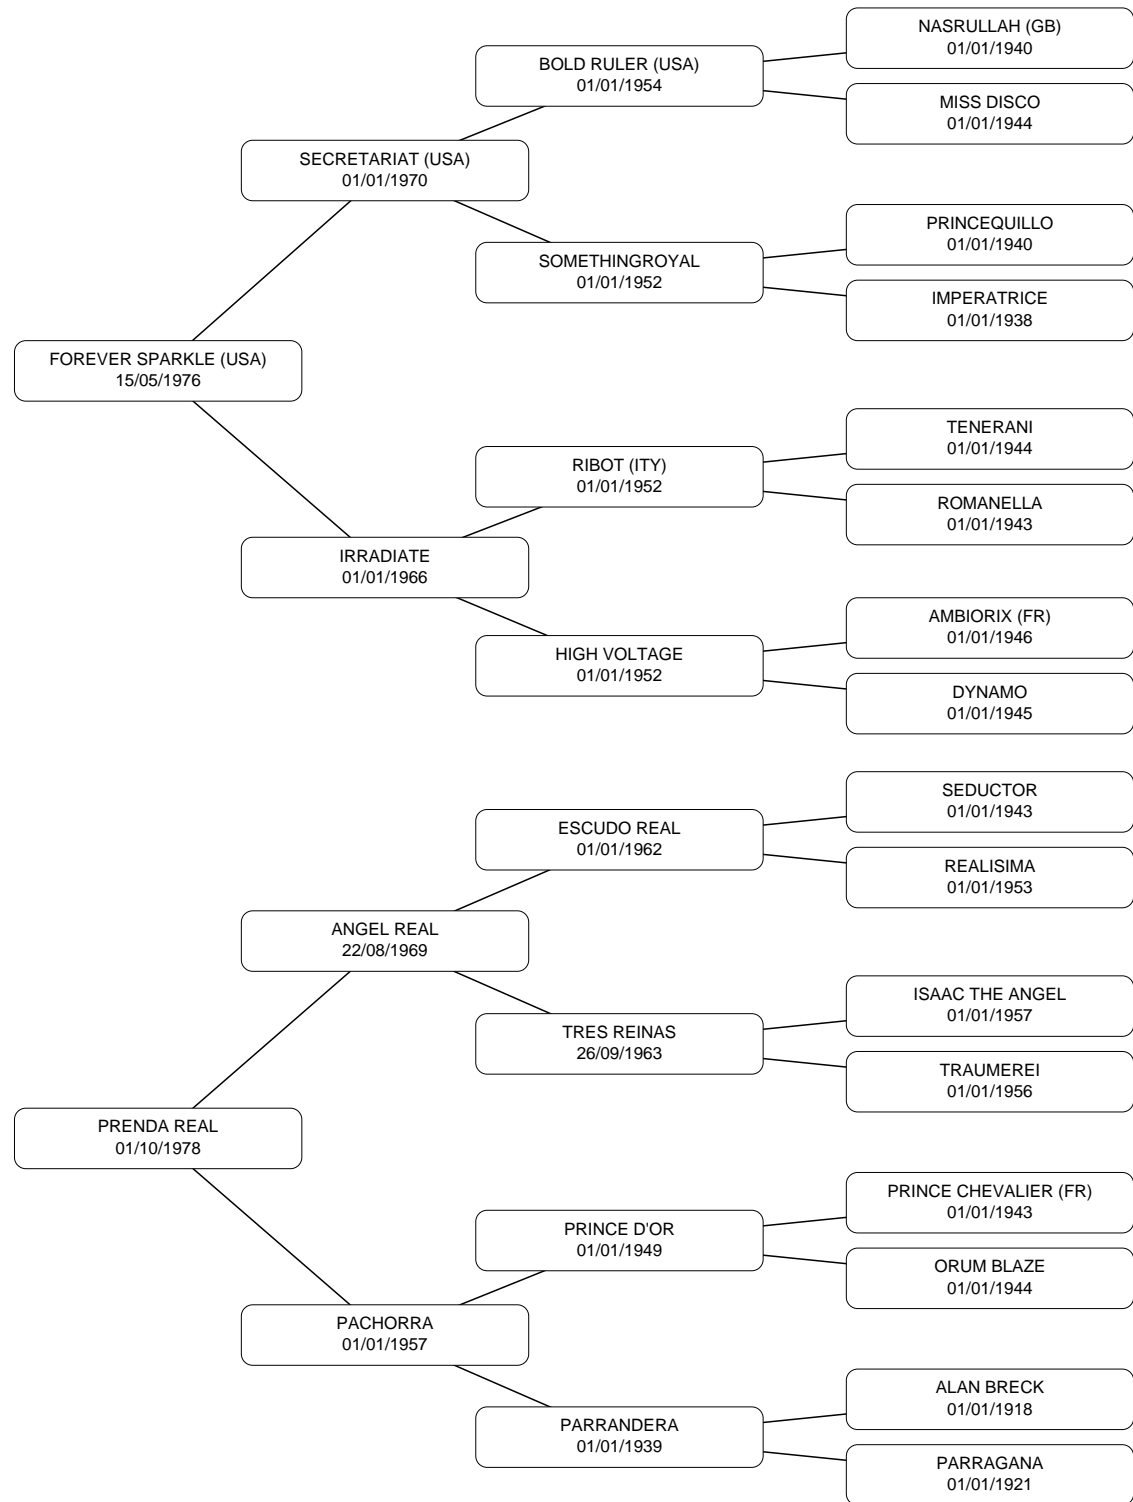 NASRULLAH (GB)
01/01/1940
BOLD RULER (USA)
01/01/1954
MISS DISCO
01/01/1944
SECRETARIAT (USA)
01/01/1970
PRINCEQUILLO
01/01/1940
SOMETHINGROYAL
01/01/1952
IMPERATRICE
01/01/1938
FOREVER SPARKLE (USA)
15/05/1976
TENERANI
01/01/1944
RIBOT (ITY)
01/01/1952
ROMANELLA
01/01/1943
IRRADIATE
01/01/1966
AMBIORIX (FR)
01/01/1946
HIGH VOLTAGE
01/01/1952
DYNAMO
01/01/1945
SEDUCTOR
01/01/1943
ESCUDO REAL
01/01/1962
REALISIMA
01/01/1953
ANGEL REAL
22/08/1969
ISAAC THE ANGEL
01/01/1957
TRES REINAS
26/09/1963
TRAUMEREI
01/01/1956
PRENDA REAL
01/10/1978
PRINCE CHEVALIER (FR)
01/01/1943
PRINCE D'OR
01/01/1949
ORUM BLAZE
01/01/1944
PACHORRA
01/01/1957
ALAN BRECK
01/01/1918
PARRANDERA
01/01/1939
PARRAGANA
01/01/1921